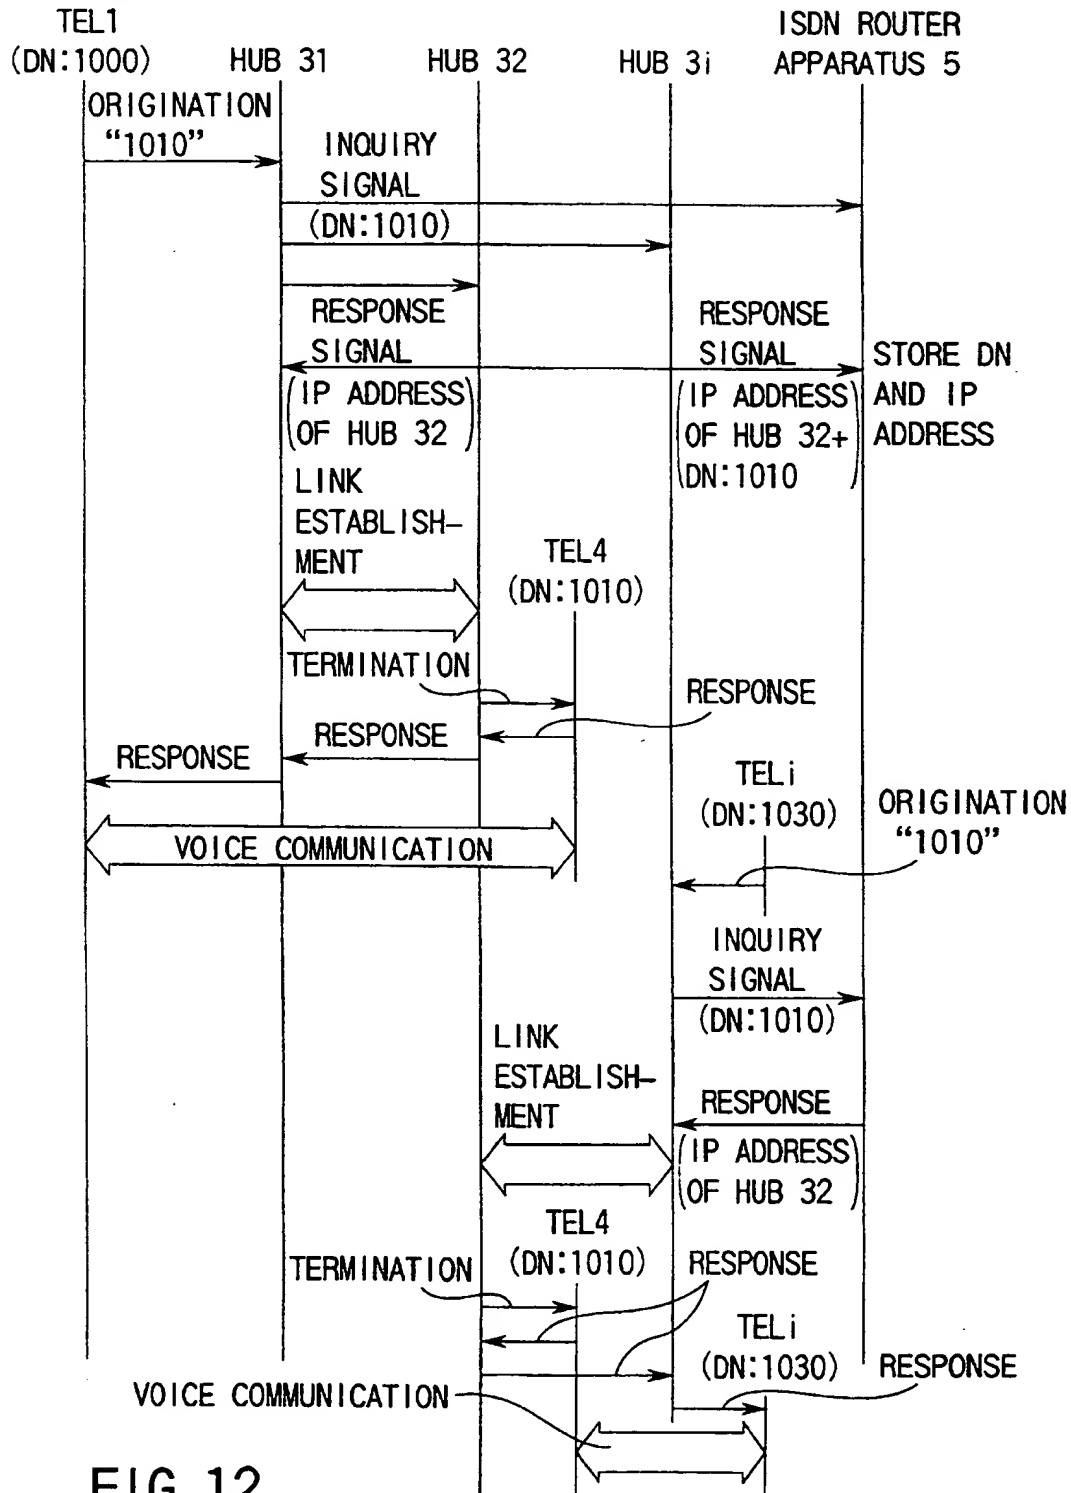 TEL1
(DN:1000)
HUB 31
HUB 32
HUB 3i
ISDN ROUTER
APPARATUS 5
ORIGINATION
“1010”
INQUIRY
SIGNAL
(DN:1010)
RESPONSE
SIGNAL
(IP ADDRESS
OF HUB 32)
RESPONSE
SIGNAL
(IP ADDRESS
OF HUB 32+
DN:1010)
STORE DN
AND IP
ADDRESS
LINK
ESTABLISH-
MENT
TEL4
(DN:1010)
TERMINATION
RESPONSE
RESPONSE
RESPONSE
VOICE COMMUNICATION
TELi
(DN:1030)
ORIGINATION
“1010”
INQUIRY
SIGNAL
(DN:1010)
LINK
ESTABLISH-
MENT
RESPONSE
(IP ADDRESS
OF HUB 32)
TEL4
(DN:1010)
TERMINATION
RESPONSE
TELi
(DN:1030)
RESPONSE
VOICE COMMUNICATION
FIG. 12